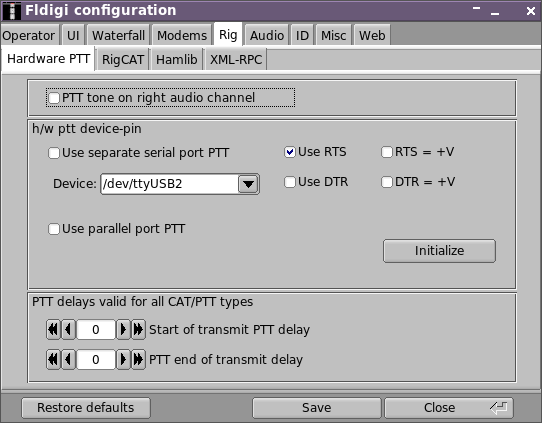 Fldigi configuration
Operator UI Waterfall Modems Rig Audio ID Misc Web
Hardware PTT RigCAT Hamlib XML-RPC
PTT tone on right audio channel
h/w ptt device-pin
Use separate serial port PTT Use RTS RTS = +V
Device: /dev/ttyUSB2 Use DTR DTR = +V
Use parallel port PTT
Initialize
PTT delays valid for all CAT/PTT types
0 Start of transmit PTT delay
0 PTT end of transmit delay
Restore defaults Save Close